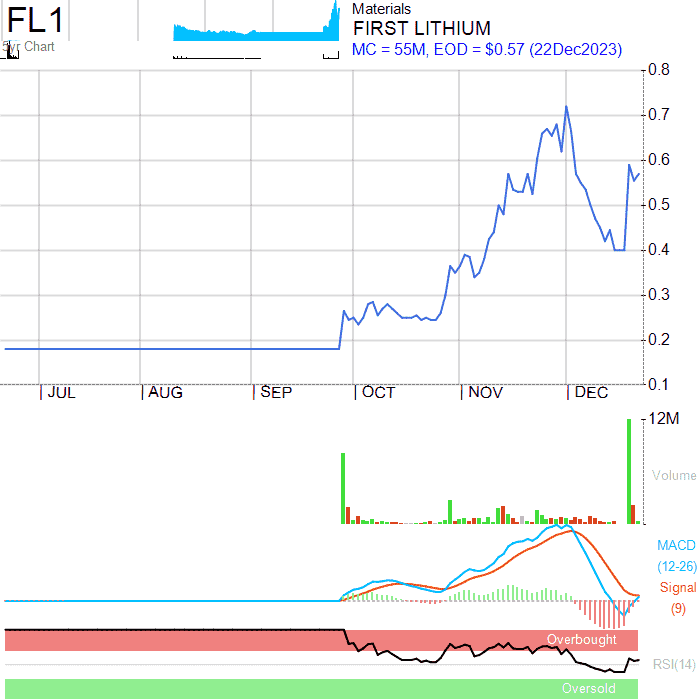 FL1
5yr Chart
Materials
FIRST LITHIUM
MC = 55M, EOD = $0.57 (22Dec2023)
0.8
0.7
0.6
0.5
0.4
0.3
0.2
0.1
JUL AUG SEP OCT NOV DEC
12M
Volume
MACD
(12-26)
Signal
(9)
Overbought
RSI(14)
Oversold